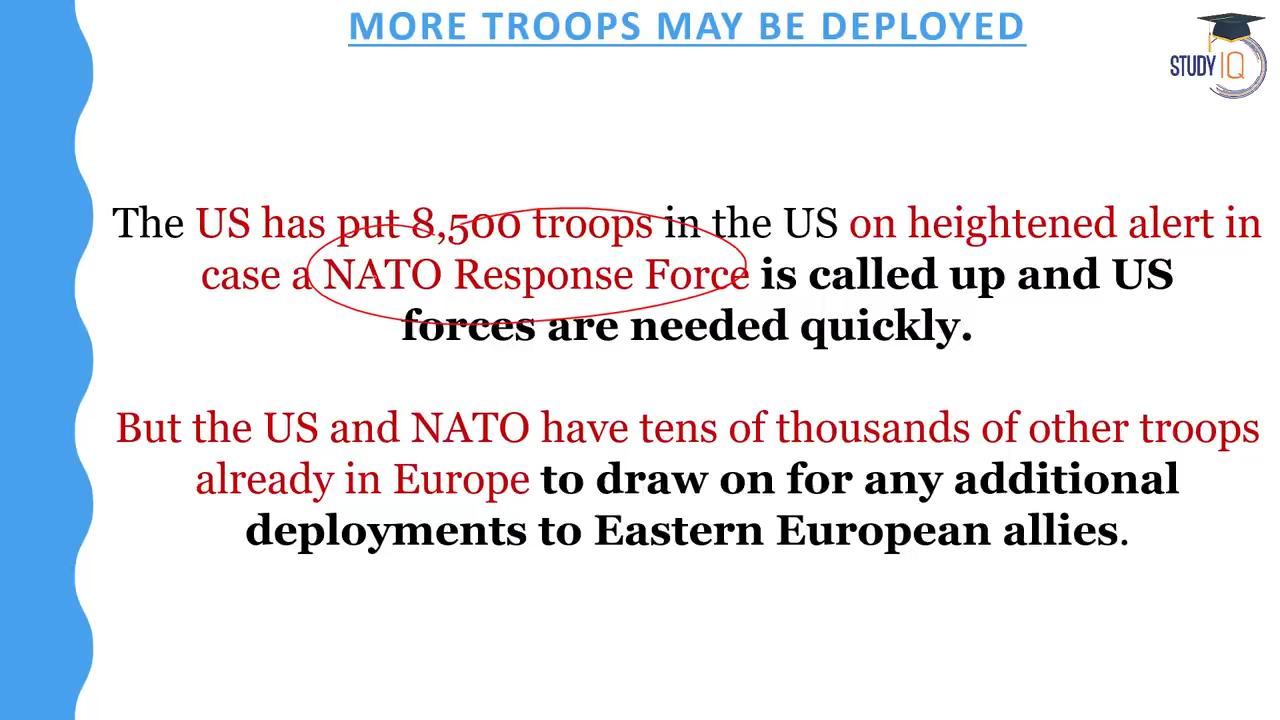 MORE TROOPS MAY BE DEPLOYED
STUDY IQ
The US has put 8,500 troops in the US on heightened alert in
case a NATO Response Force is called up and US
forces are needed quickly.
But the US and NATO have tens of thousands of other troops
already in Europe to draw on for any additional
deployments to Eastern European allies.